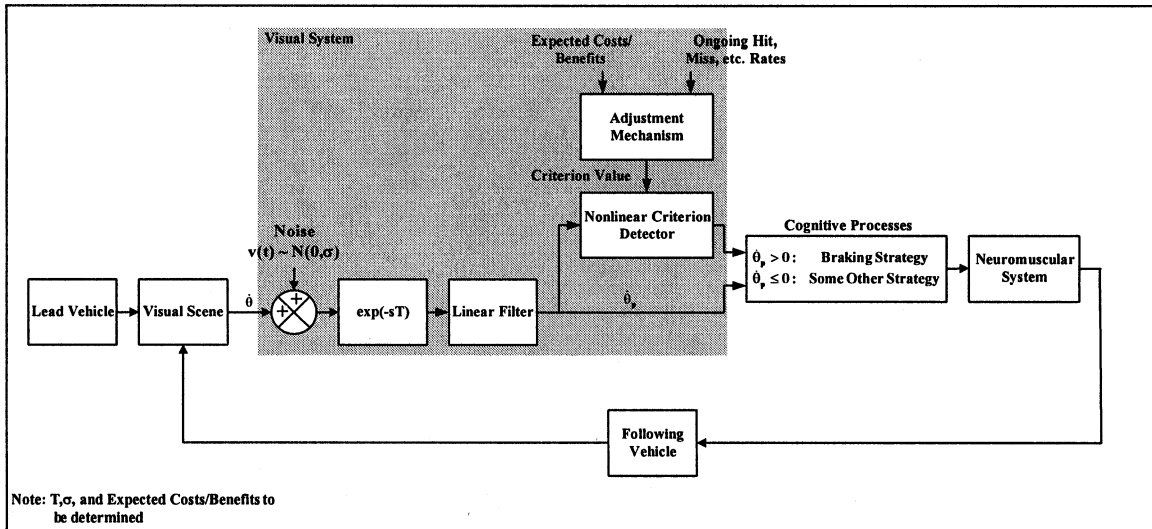 Visual System
Expected Costs/
Benefits
Ongoing Hit,
Miss, etc. Rates
Adjustment
Mechanism
Criterion Value
Nonlinear Criterion
Detector
Noise
v(t) ~ N(0,σ)
Cognitive Processes
θ̇ₚ > 0 : Braking Strategy
θ̇ₚ ≤ 0 : Some Other Strategy
Neuromuscular
System
Lead Vehicle
Visual Scene
θ̇
+
+
exp(-sT)
Linear Filter
θ̇ₚ
Following
Vehicle
Note: T,σ, and Expected Costs/Benefits to
be determined